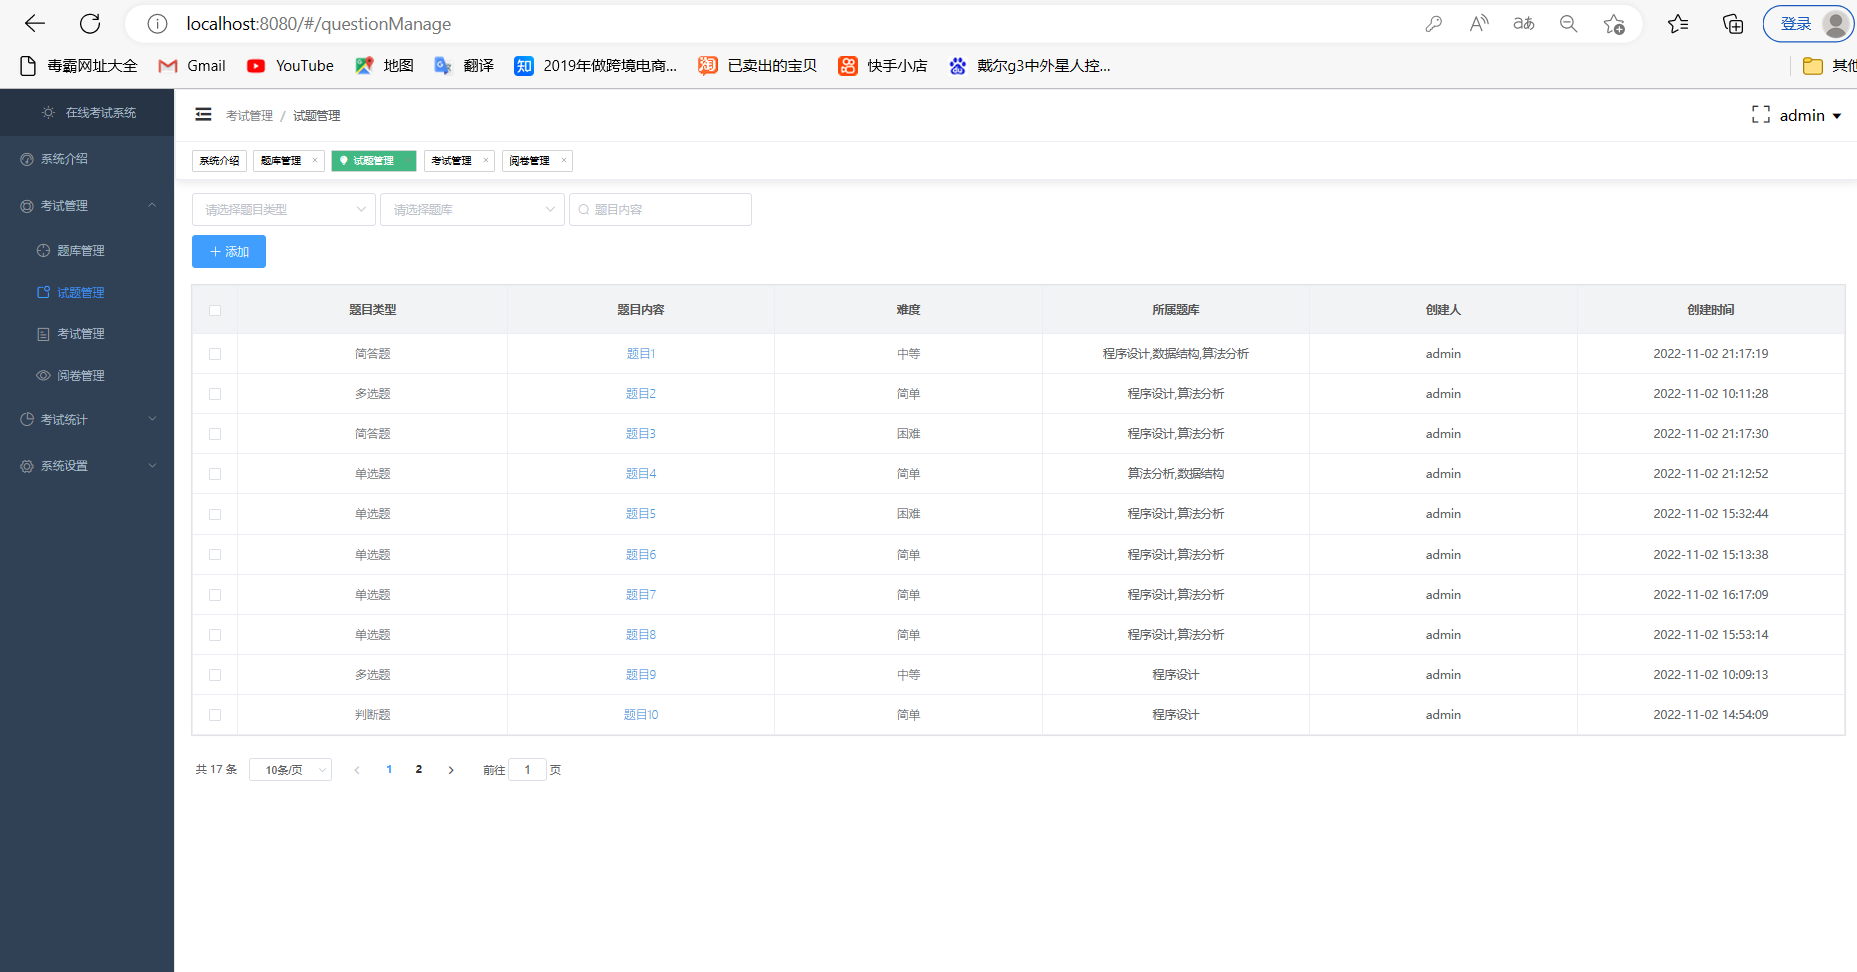 localhost:8080/#/questionManage
aあ
登录
毒霸网址大全 Gmail YouTube 地图 翻译 知 2019年做跨境电商... 淘 已卖出的宝贝 快手小店 戴尔g3中外星人控... 其他
在线考试系统
系统介绍
考试管理
题库管理
试题管理
考试管理
阅卷管理
考试统计
系统设置
考试管理 / 试题管理
admin
系统介绍 题库管理 × 试题管理 考试管理 × 阅卷管理 ×
请选择题目类型 请选择题库 题目内容
+ 添加
题目类型 题目内容 难度 所属题库 创建人 创建时间
简答题 题目1 中等 程序设计,数据结构,算法分析 admin 2022-11-02 21:17:19
多选题 题目2 简单 程序设计,算法分析 admin 2022-11-02 10:11:28
简答题 题目3 困难 程序设计,算法分析 admin 2022-11-02 21:17:30
单选题 题目4 简单 算法分析,数据结构 admin 2022-11-02 21:12:52
单选题 题目5 困难 程序设计,算法分析 admin 2022-11-02 15:32:44
单选题 题目6 简单 程序设计,算法分析 admin 2022-11-02 15:13:38
单选题 题目7 简单 程序设计,算法分析 admin 2022-11-02 16:17:09
单选题 题目8 简单 程序设计,算法分析 admin 2022-11-02 15:53:14
多选题 题目9 中等 程序设计 admin 2022-11-02 10:09:13
判断题 题目10 简单 程序设计 admin 2022-11-02 14:54:09
共 17 条 10条/页 1 2 前往 1 页